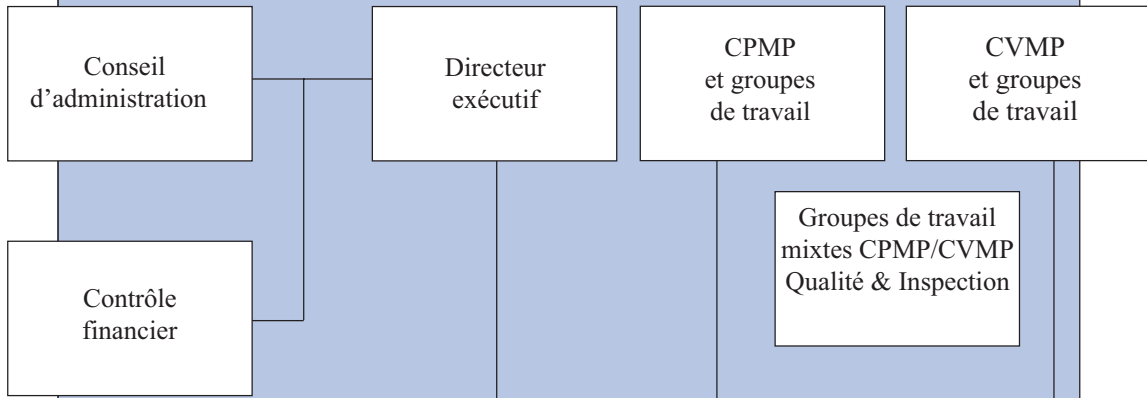 Conseil
d’administration
Directeur
exécutif
CPMP
et groupes
de travail
CVMP
et groupes
de travail
Groupes de travail
mixtes CPMP/CVMP
Qualité & Inspection
Contrôle
financier